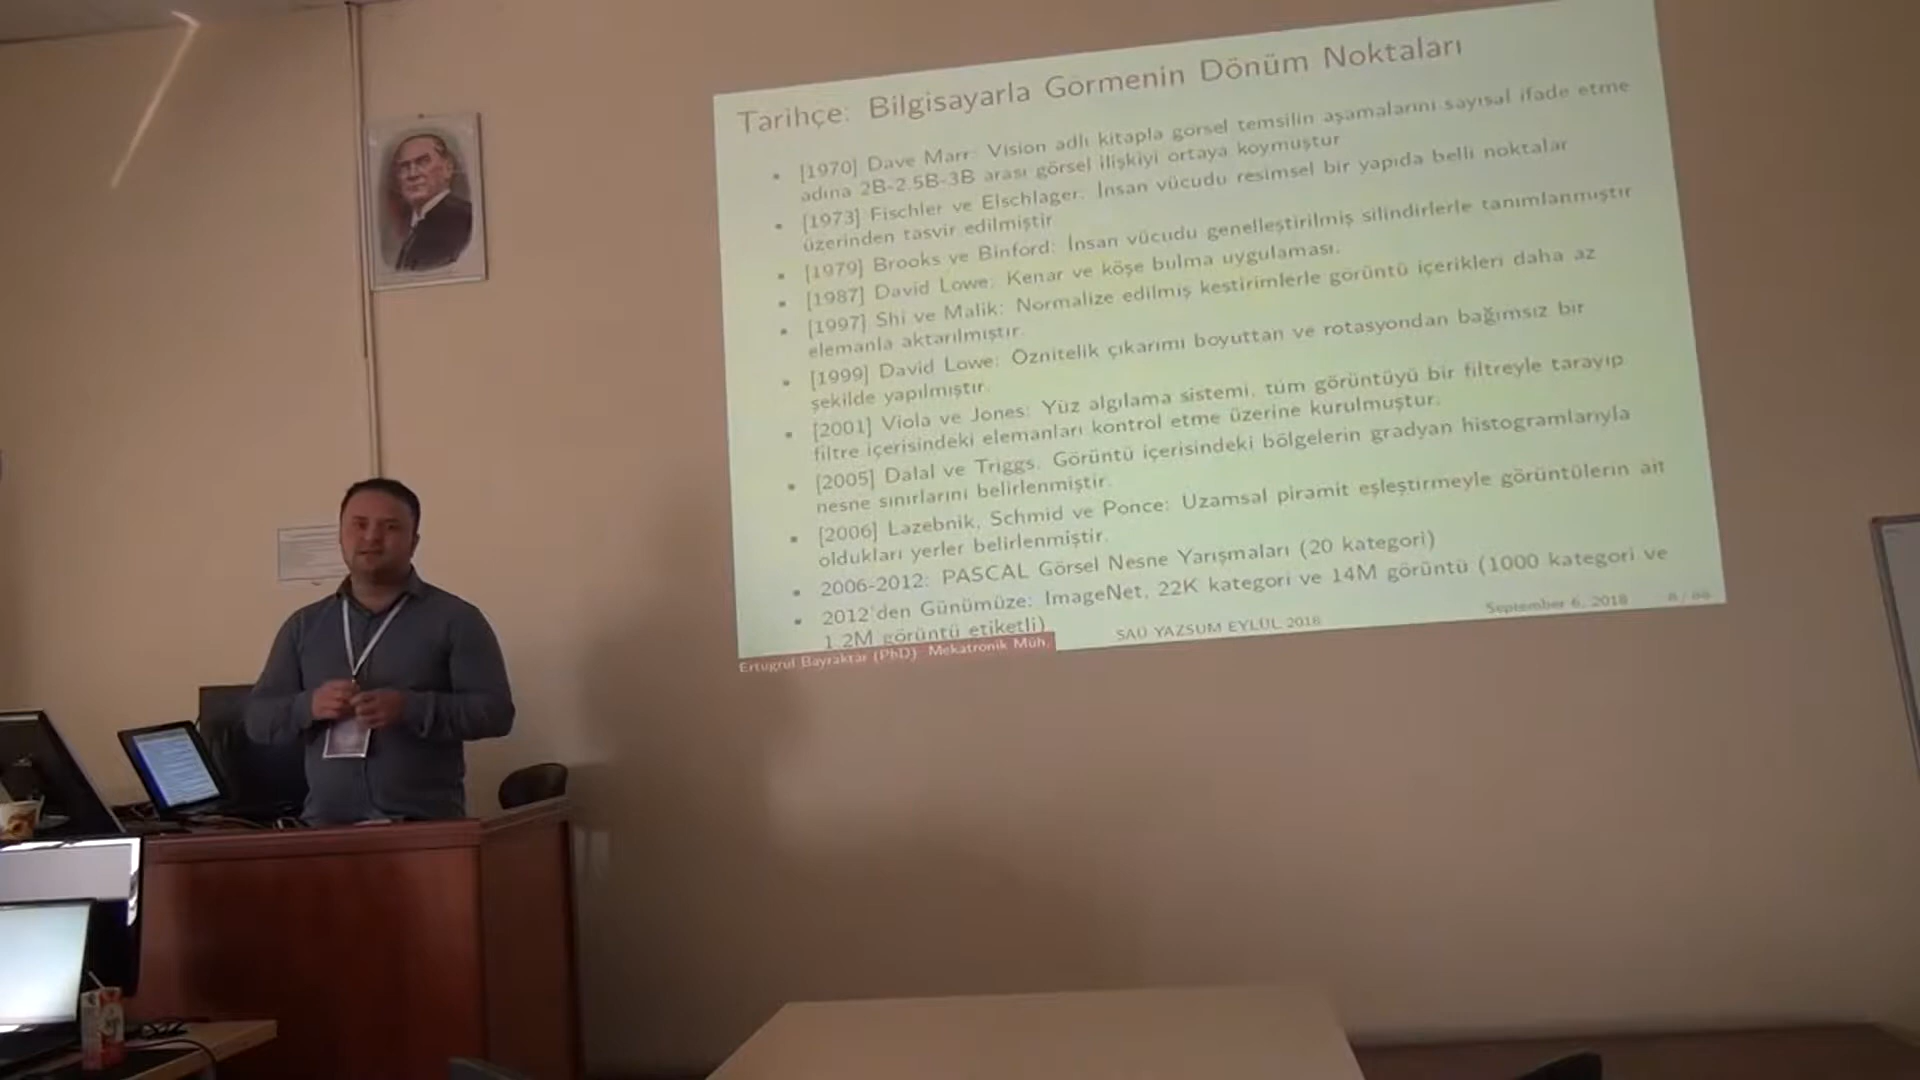 Tarihçe: Bilgisayarla Görmenin Dönüm Noktaları
[1970] Dave Marr: Vision adlı kitapla görsel temsilin aşamalarını sayısal ifade etme
adına 2B-2.5B-3B arası görsel ilişkiyi ortaya koymuştur
[1973] Fischler ve Elschlager: İnsan vücudu resimsel bir yapıda belli noktalar
üzerinden tasvir edilmiştir
[1979] Brooks ve Binford: İnsan vücudu genelleştirilmiş silindirlerle tanımlanmıştır
[1987] David Lowe: Kenar ve köşe bulma uygulaması.
[1997] Shi ve Malik: Normalize edilmiş kestirimlerle görüntü içerikleri daha az
elemanla aktarılmıştır.
[1999] David Lowe: Öznitelik çıkarımı boyuttan ve rotasyondan bağımsız bir
şekilde yapılmıştır.
[2001] Viola ve Jones: Yüz algılama sistemi, tüm görüntüyü bir filtreyle tarayıp
filtre içerisindeki elemanları kontrol etme üzerine kurulmuştur.
[2005] Dalal ve Triggs. Görüntü içerisindeki bölgelerin gradyan histogramlarıyla
nesne sınırlarını belirlenmiştir.
[2006] Lazebnik, Schmid ve Ponce: Uzamsal piramit eşleştirmeyle görüntülerin ait
oldukları yerler belirlenmiştir.
2006-2012: PASCAL Görsel Nesne Yarışmaları (20 kategori)
2012'den Günümüze: ImageNet, 22K kategori ve 14M görüntü (1000 kategori ve
1.2M görüntü etiketli)
Ertugrul Bayraktar (PhD) Mekatronik Müh. SAÜ YAZSUM EYLÜL 2018 September 6, 2018